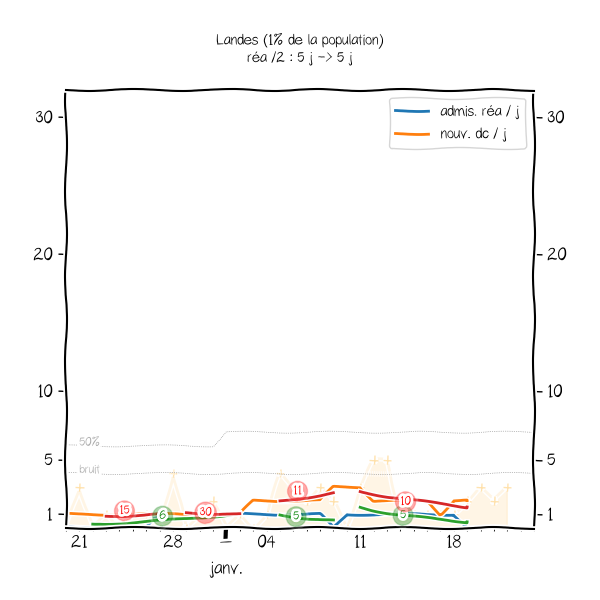 Landes (1% de la population)
réa /2 : 5 j -> 5 j
admis. réa / j
nouv. dc / j
30 30
20 20
10 10
5 5
1 1
50%
bruit
15 6 30 11 5 10 5
21 28 1 04 11 18
janv.